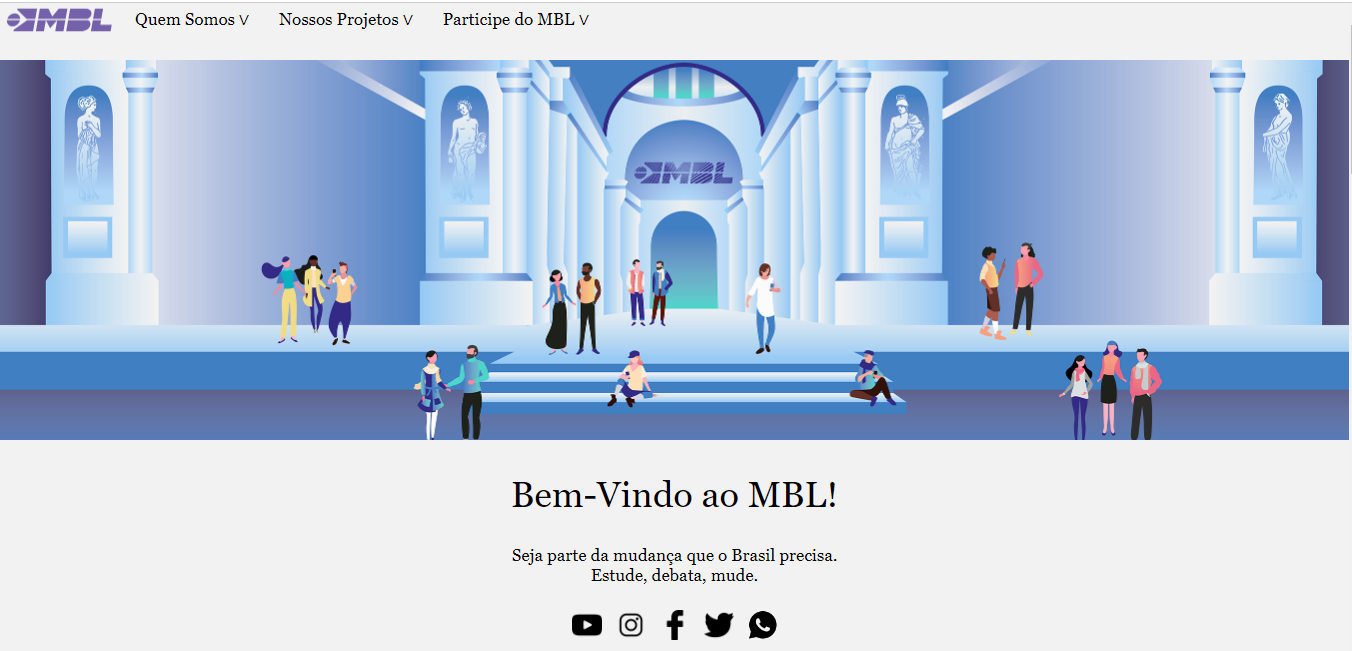 MBL
Quem Somos V
Nossos Projetos V
Participe do MBL V
MBL
Bem-Vindo ao MBL!
Seja parte da mudança que o Brasil precisa.
Estude, debata, mude.